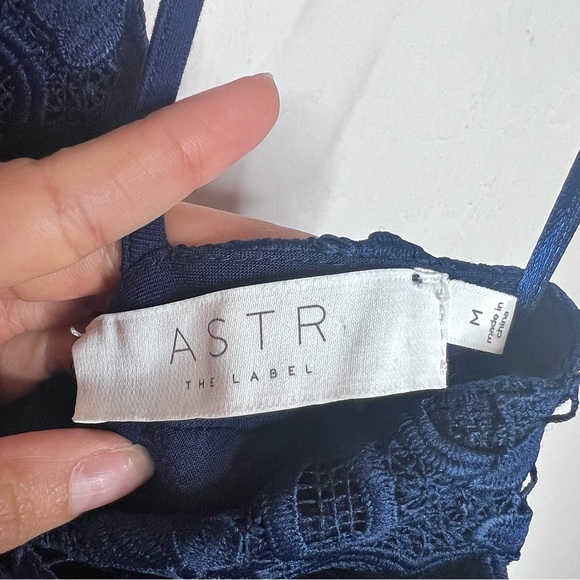 ASTR
THE LABEL
M
made in
china